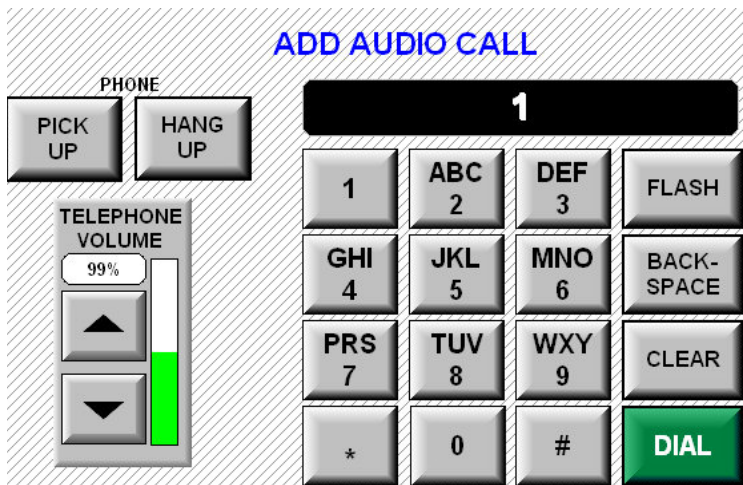 ADD AUDIO CALL
PHONE
PICK
UP
HANG
UP
TELEPHONE
VOLUME
99%
1
1
ABC
2
DEF
3
FLASH
GHI
4
JKL
5
MNO
6
BACK-
SPACE
PRS
7
TUV
8
WXY
9
CLEAR
*
0
#
DIAL